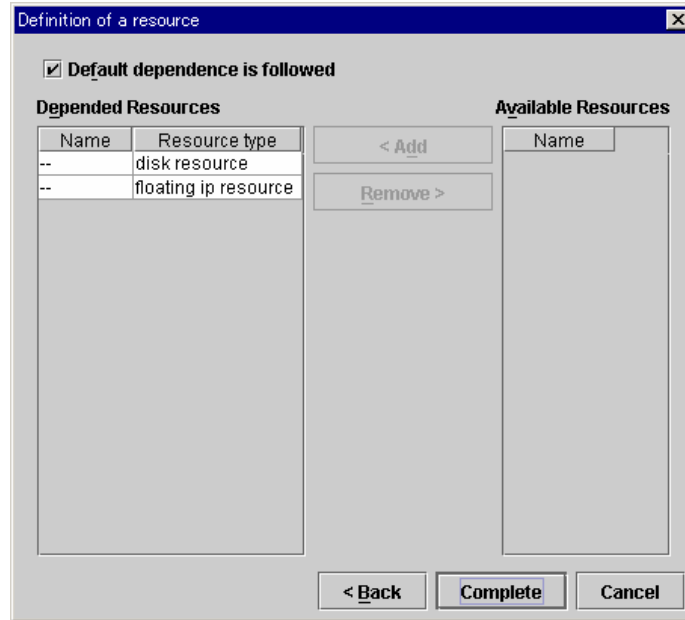 Definition of a resource
Default dependence is followed
Depended Resources
Available Resources
Name Resource type
-- disk resource
-- floating ip resource
< Add
Remove >
Name
< Back Complete Cancel